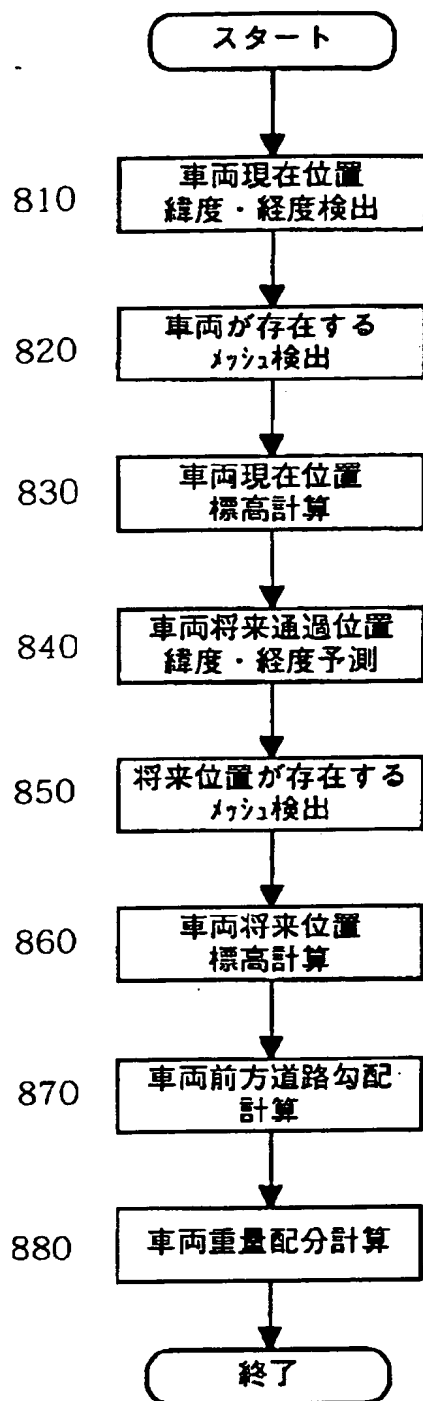 スタート
810
車両現在位置
緯度・経度検出
820
車両が存在する
メッシュ検出
830
車両現在位置
標高計算
840
車両将来通過位置
緯度・経度予測
850
将来位置が存在する
メッシュ検出
860
車両将来位置
標高計算
870
車両前方道路勾配
計算
880
車両重量配分計算
終了